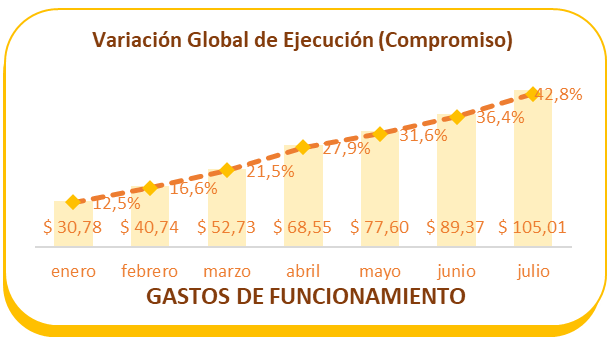 Variación Global de Ejecución (Compromiso)
42,8%
36,4%
31,6%
27,9%
21,5%
16,6%
12,5%
$ 30,78 $ 40,74 $ 52,73 $ 68,55 $ 77,60 $ 89,37 $ 105,01
enero febrero marzo abril mayo junio julio
GASTOS DE FUNCIONAMIENTO